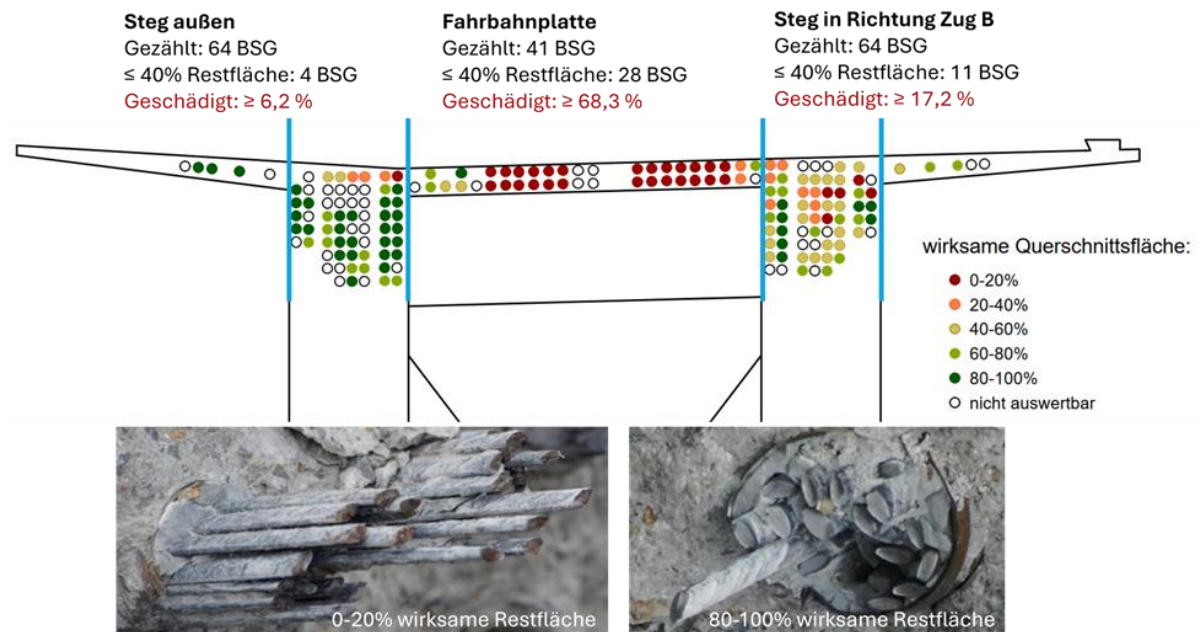 Steg außen
Gezählt: 64 BSG
≤ 40% Restfläche: 4 BSG
Geschädigt: ≥ 6,2 %
Fahrbahnplatte
Gezählt: 41 BSG
≤ 40% Restfläche: 28 BSG
Geschädigt: ≥ 68,3 %
Steg in Richtung Zug B
Gezählt: 64 BSG
≤ 40% Restfläche: 11 BSG
Geschädigt: ≥ 17,2 %
wirksame Querschnittsfläche:
0-20%
20-40%
40-60%
60-80%
80-100%
nicht auswertbar
0-20% wirksame Restfläche
80-100% wirksame Restfläche